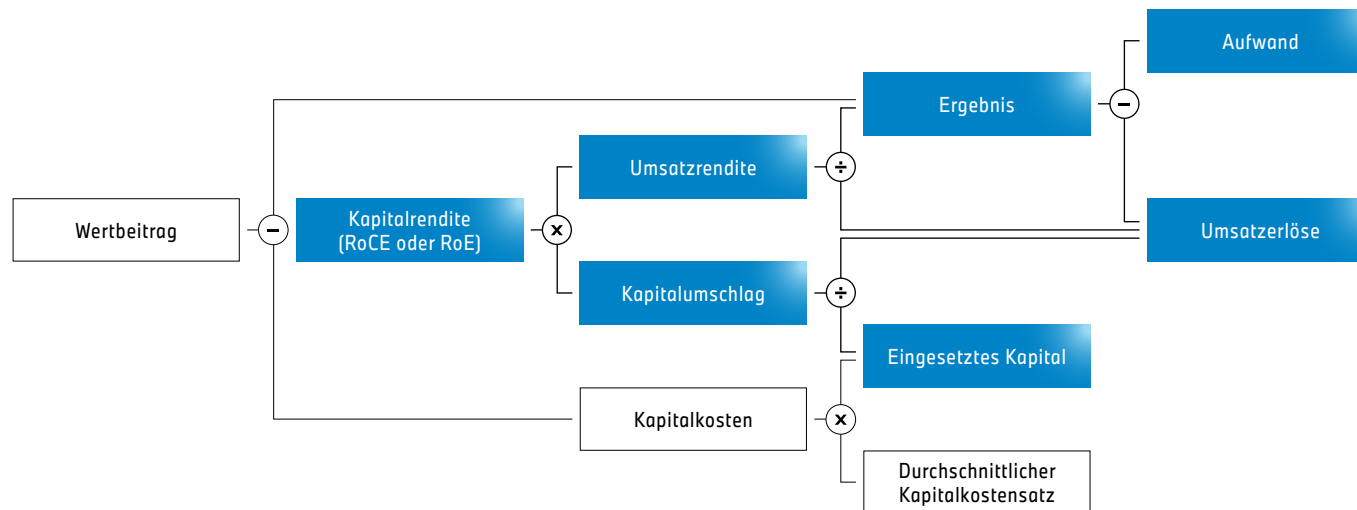 Aufwand
Ergebnis
−
Umsatzrendite
÷
Wertbeitrag
−
Kapitalrendite
(RoCE oder RoE)
×
Umsatzerlöse
Kapitalumschlag
÷
Eingesetztes Kapital
Kapitalkosten
×
Durchschnittlicher
Kapitalkostensatz